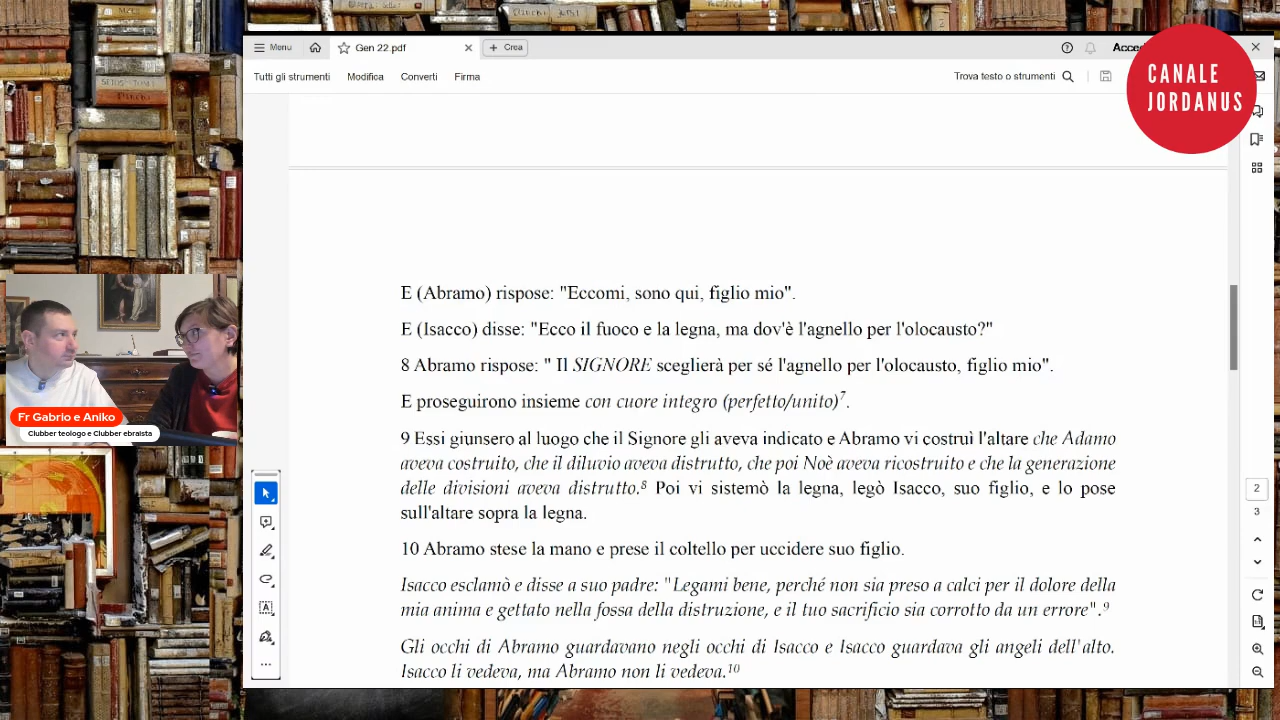 Menu
Gen 22.pdf
Crea
CANALE
JORDANUS
Tutti gli strumenti Modifica Converti Firma
Trova testo o strumenti
E (Abramo) rispose: "Eccomi, sono qui, figlio mio".
E (Isacco) disse: "Ecco il fuoco e la legna, ma dov'è l'agnello per l'olocausto?"
8 Abramo rispose: " Il SIGNORE sceglierà per sé l'agnello per l'olocausto, figlio mio".
E proseguirono insieme con cuore integro (perfetto/unito)⁷.
9 Essi giunsero al luogo che il Signore gli aveva indicato e Abramo vi costruì l'altare che Adamo
aveva costruito, che il diluvio aveva distrutto, che poi Noè aveva ricostruito e che la generazione
delle divisioni aveva distrutto.⁸ Poi vi sistemò la legna, legò Isacco, suo figlio, e lo pose
sull'altare sopra la legna.
10 Abramo stese la mano e prese il coltello per uccidere suo figlio.
Isacco esclamò e disse a suo padre: "Legami bene, perché non sia preso a calci per il dolore della
mia anima e gettato nella fossa della distruzione, e il tuo sacrificio sia corrotto da un errore".⁹
Gli occhi di Abramo guardavano negli occhi di Isacco e Isacco guardava gli angeli dell'alto.
Isacco li vedeva, ma Abramo non li vedeva.¹⁰
2
3
Fr Gabrio e Aniko
Clubber teologo e Clubber ebraista